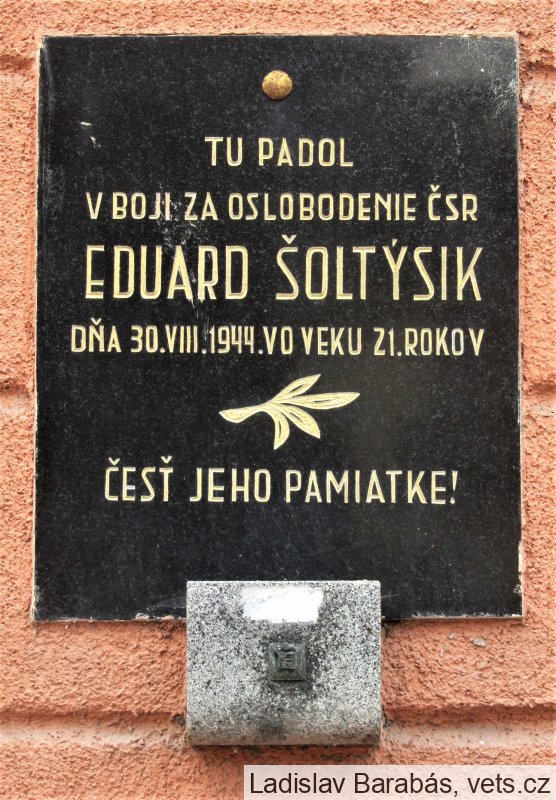 TU PADOL
V BOJI ZA OSLOBODENIE ČSR
EDUARD ŠOLTÝSIK
DŇA 30.VIII.1944.VO VEKU 21.ROKOV
ČESŤ JEHO PAMIATKE!
Ladislav Barabás, vets.cz